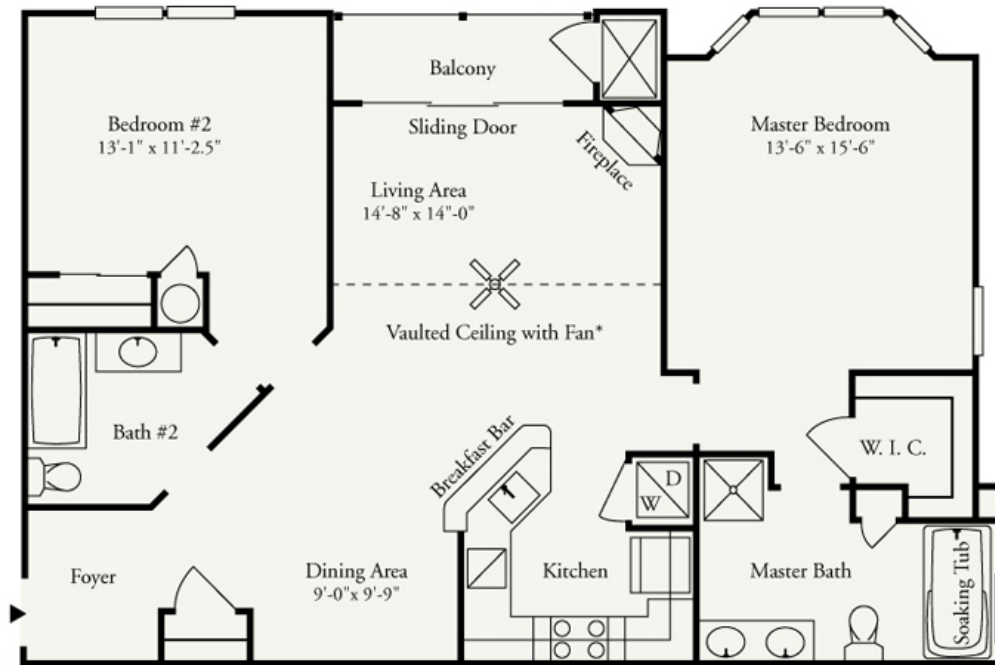 Balcony
Bedroom #2
13'-1" x 11'-2.5"
Sliding Door
Fireplace
Master Bedroom
13'-6" x 15'-6"
Living Area
14'-8" x 14"-0"
Vaulted Ceiling with Fan*
Bath #2
Breakfast Bar
W. I. C.
D
W
Foyer
Dining Area
9'-0"x 9'-9"
Kitchen
Master Bath
Soaking Tub